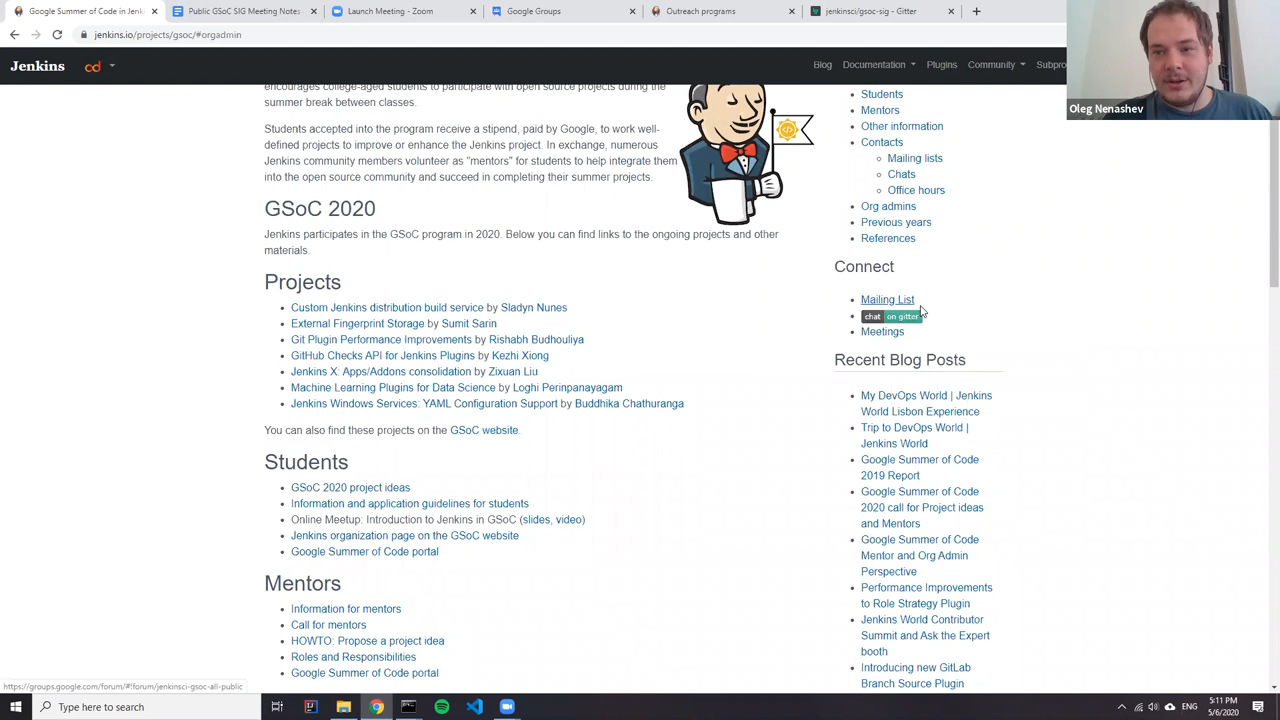 Google Summer of Code in Jenki
Public GSoC SIG Meeting Notes
Launch Meeting - Zoom
Google Groups
Outreach programs
jenkinsci/gsoc-sig - Gitter
jenkins.io/projects/gsoc/#orgadmin
Jenkins
cd
Blog
Documentation
Plugins
Community
Subpro
Oleg Nenashev
encourages college-aged students to participate with open source projects during the
summer break between classes.
Students accepted into the program receive a stipend, paid by Google, to work well-
defined projects to improve or enhance the Jenkins project. In exchange, numerous
Jenkins community members volunteer as "mentors" for students to help integrate them
into the open source community and succeed in completing their summer projects.
GSoC 2020
Jenkins participates in the GSoC program in 2020. Below you can find links to the ongoing projects and other
materials.
Projects
Custom Jenkins distribution build service by Sladyn Nunes
External Fingerprint Storage by Sumit Sarin
Git Plugin Performance Improvements by Rishabh Budhouliya
GitHub Checks API for Jenkins Plugins by Kezhi Xiong
Jenkins X: Apps/Addons consolidation by Zixuan Liu
Machine Learning Plugins for Data Science by Loghi Perinpanayagam
Jenkins Windows Services: YAML Configuration Support by Buddhika Chathuranga
You can also find these projects on the GSoC website.
Students
GSoC 2020 project ideas
Information and application guidelines for students
Online Meetup: Introduction to Jenkins in GSoC (slides, video)
Jenkins organization page on the GSoC website
Google Summer of Code portal
Mentors
Information for mentors
Call for mentors
HOWTO: Propose a project idea
Roles and Responsibilities
Google Summer of Code portal
Students
Mentors
Other information
Contacts
Mailing lists
Chats
Office hours
Org admins
Previous years
References
Connect
Mailing List
chat on gitter
Meetings
Recent Blog Posts
My DevOps World | Jenkins
World Lisbon Experience
Trip to DevOps World |
Jenkins World
Google Summer of Code
2019 Report
Google Summer of Code
2020 call for Project ideas
and Mentors
Google Summer of Code
Mentor and Org Admin
Perspective
Performance Improvements
to Role Strategy Plugin
Jenkins World Contributor
Summit and Ask the Expert
booth
Introducing new GitLab
Branch Source Plugin
https://groups.google.com/forum/#!forum/jenkinsci-gsoc-all-public
Type here to search
5:11 PM
5/6/2020